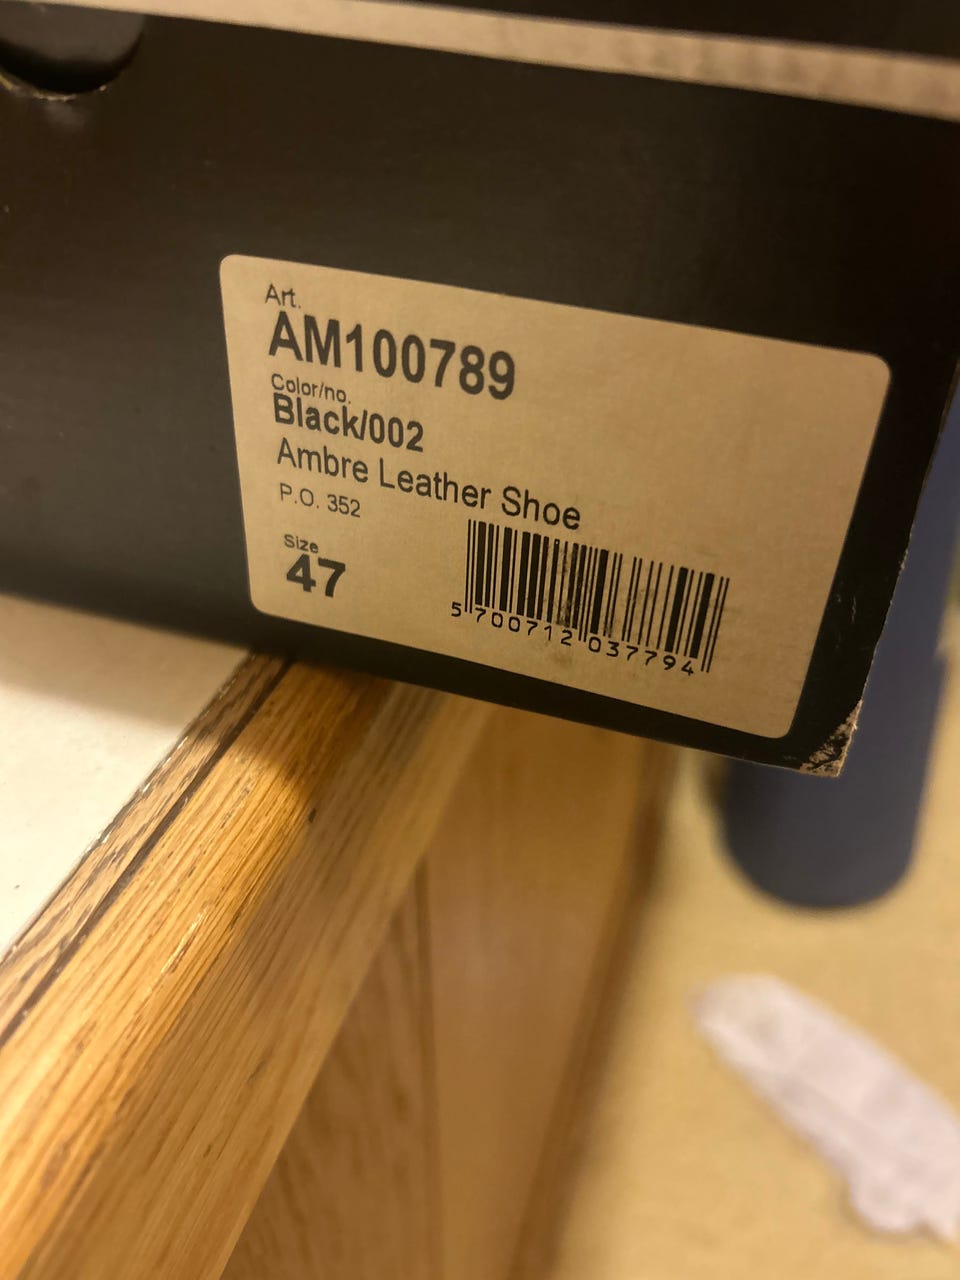 Art.
AM100789
Color/no.
Black/002
Ambre Leather Shoe
P.O. 352
Size
47
5 700712 037794